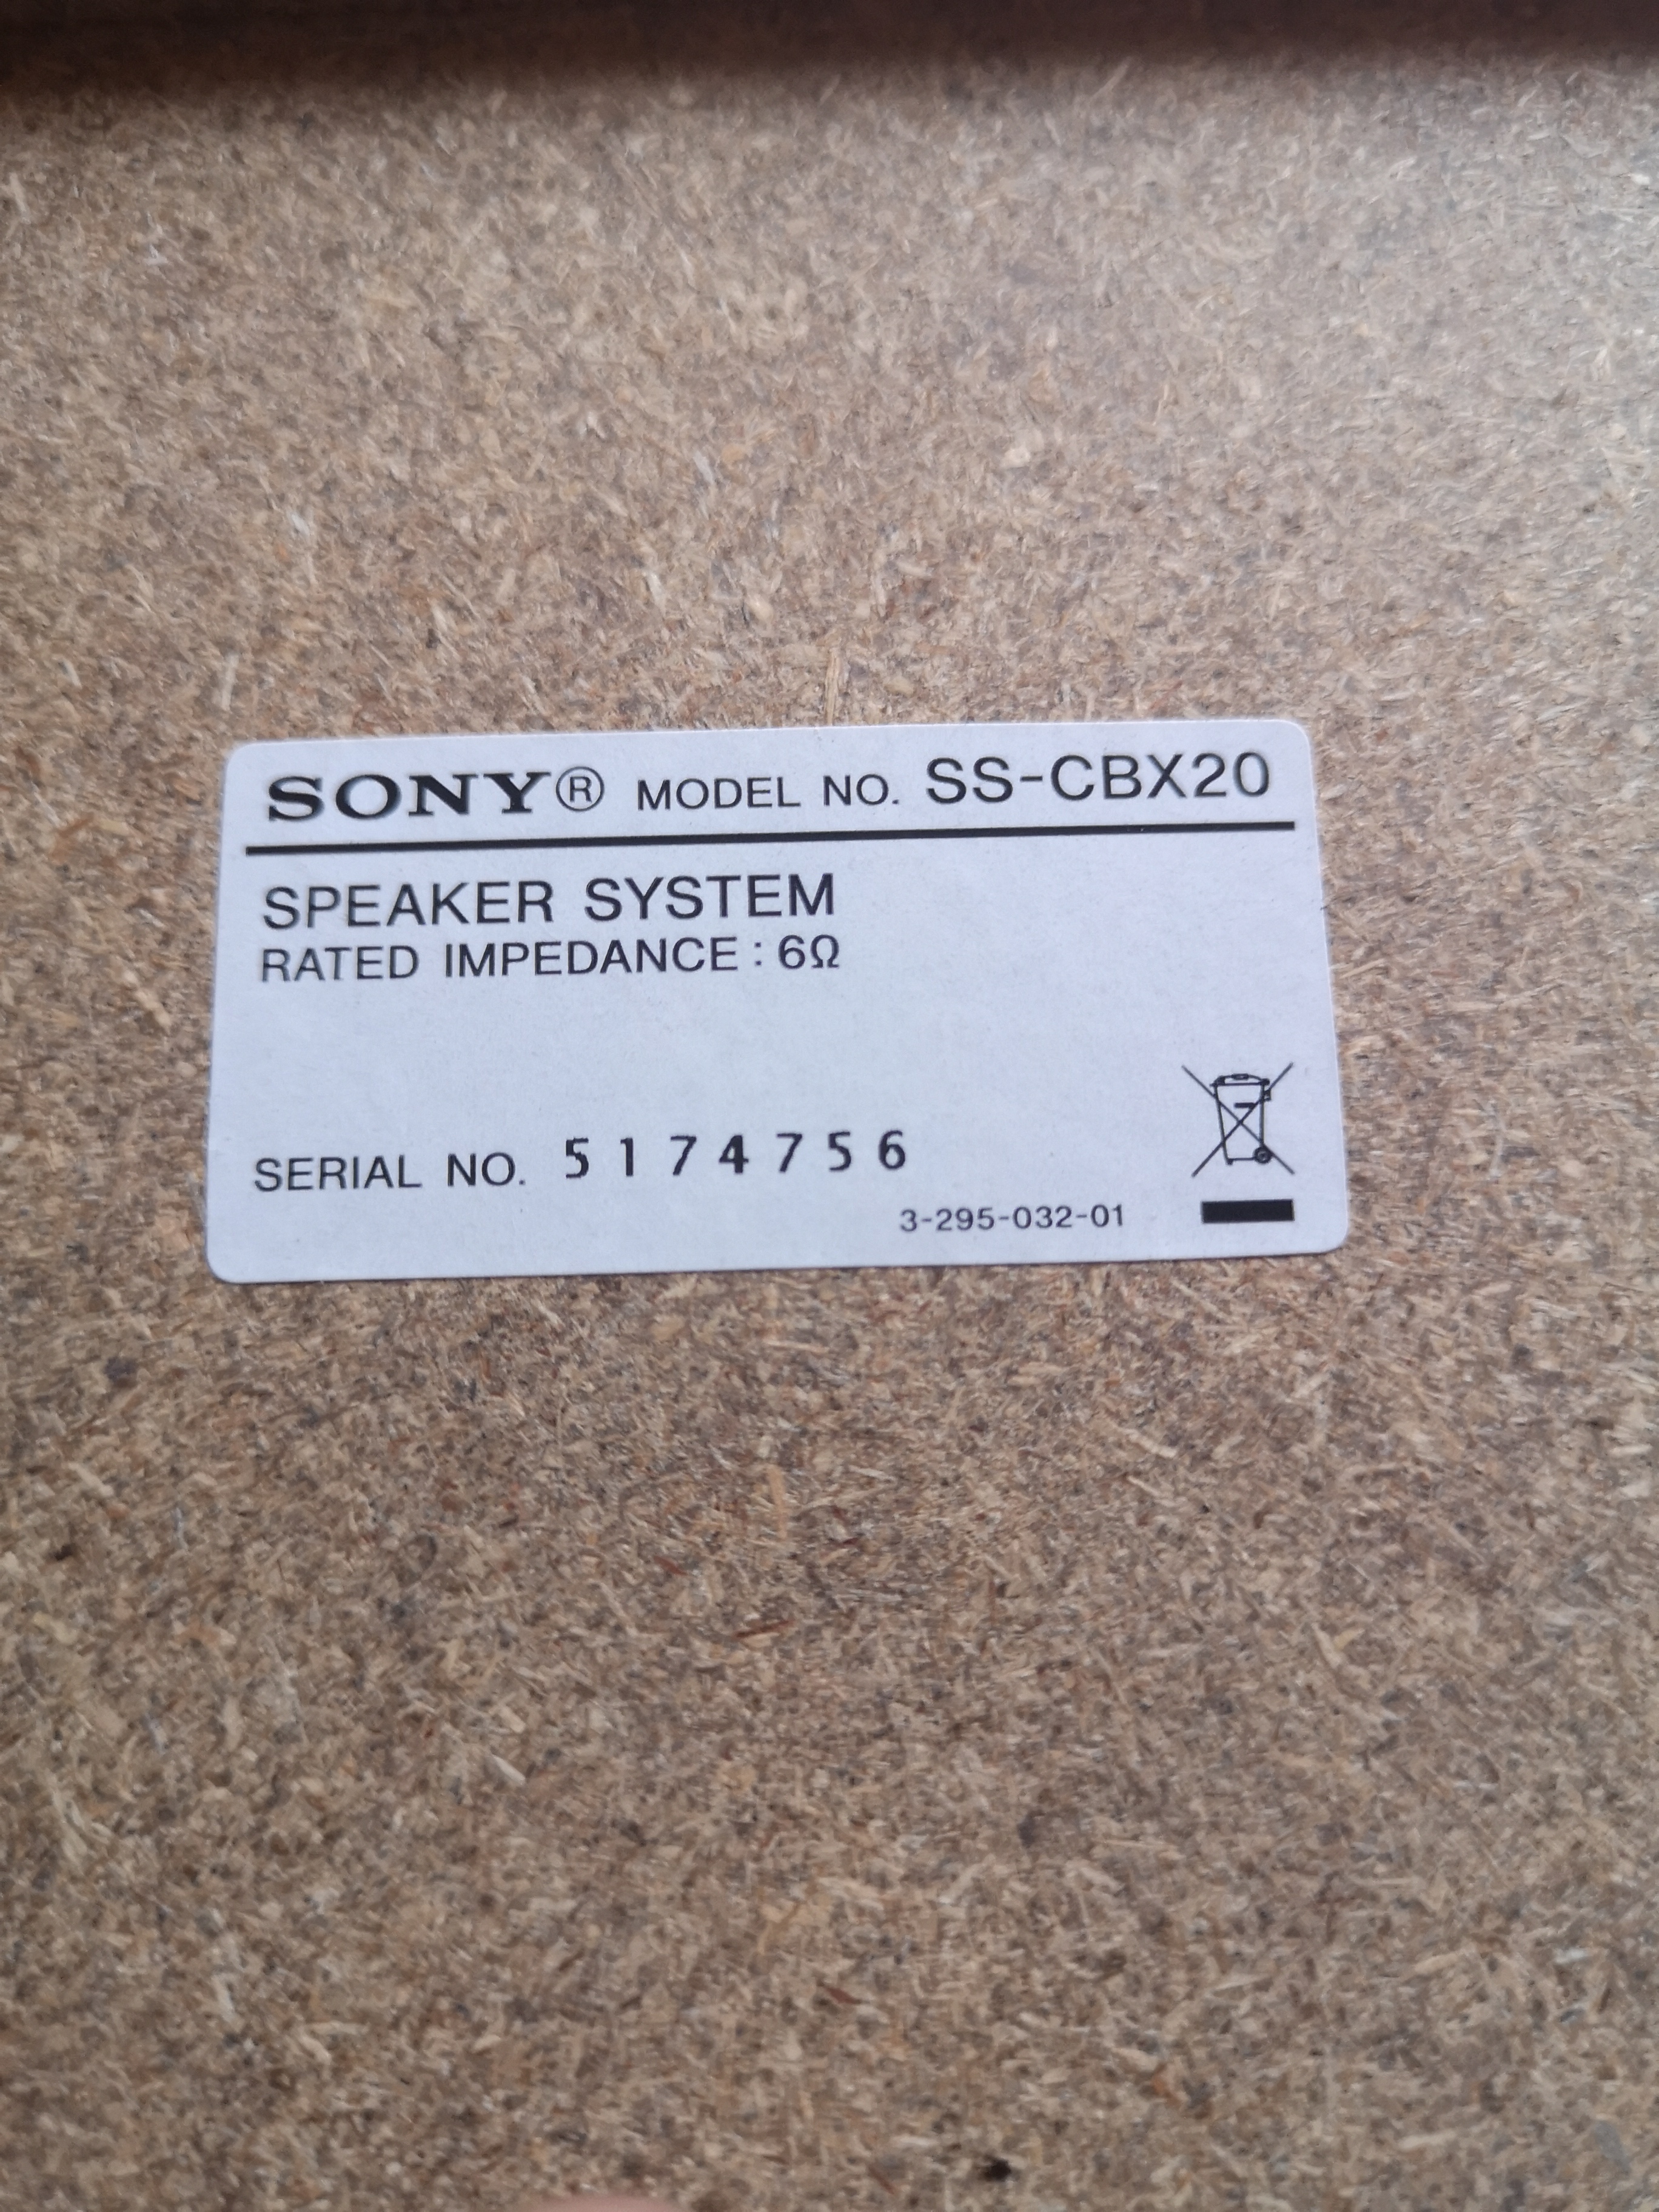 SONY® MODEL NO. SS-CBX20
SPEAKER SYSTEM
RATED IMPEDANCE : 6Ω
SERIAL NO. 5174756
3-295-032-01